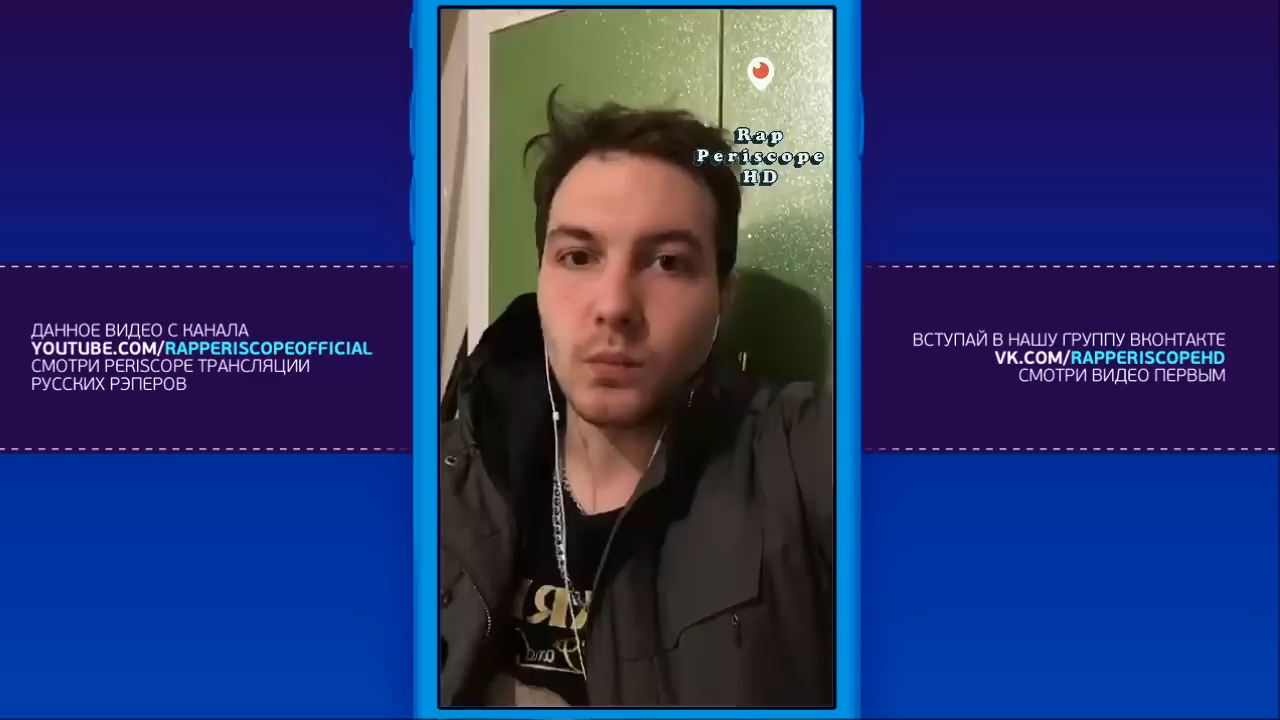 Rap
Periscope
HD
ДАННОЕ ВИДЕО С КАНАЛА
YOUTUBE.COM/RAPPERISCOPEOFFICIAL
СМОТРИ PERISCOPE ТРАНСЛЯЦИИ
РУССКИХ РЭПЕРОВ
ВСТУПАЙ В НАШУ ГРУППУ ВКОНТАКТЕ
VK.COM/RAPPERISCOPEHD
СМОТРИ ВИДЕО ПЕРВЫМ